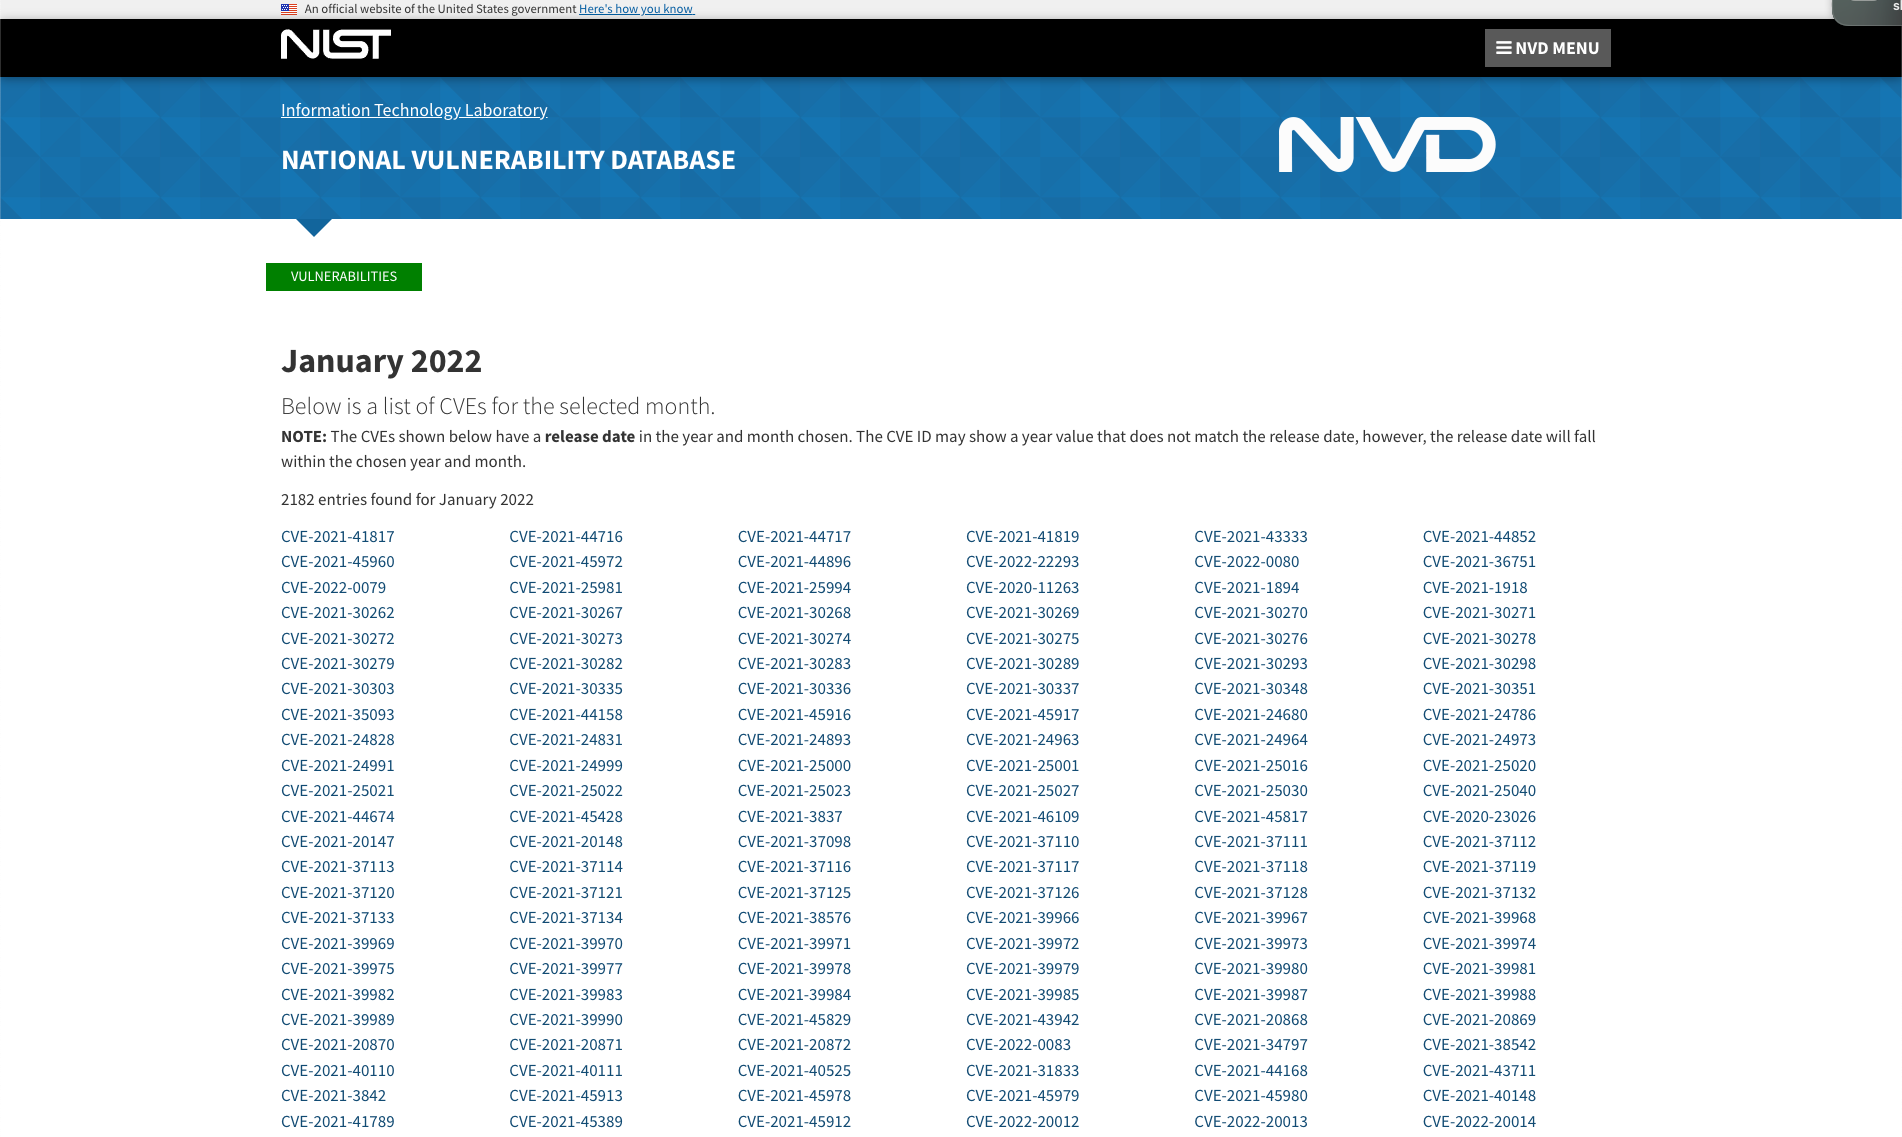 An official website of the United States government Here's how you know
NIST
NVD MENU
Information Technology Laboratory
NATIONAL VULNERABILITY DATABASE
NVD
VULNERABILITIES
January 2022
Below is a list of CVEs for the selected month.
NOTE: The CVEs shown below have a release date in the year and month chosen. The CVE ID may show a year value that does not match the release date, however, the release date will fall
within the chosen year and month.
2182 entries found for January 2022
CVE-2021-41817 CVE-2021-44716 CVE-2021-44717 CVE-2021-41819 CVE-2021-43333 CVE-2021-44852
CVE-2021-45960 CVE-2021-45972 CVE-2021-44896 CVE-2022-22293 CVE-2022-0080 CVE-2021-36751
CVE-2022-0079 CVE-2021-25981 CVE-2021-25994 CVE-2020-11263 CVE-2021-1894 CVE-2021-1918
CVE-2021-30262 CVE-2021-30267 CVE-2021-30268 CVE-2021-30269 CVE-2021-30270 CVE-2021-30271
CVE-2021-30272 CVE-2021-30273 CVE-2021-30274 CVE-2021-30275 CVE-2021-30276 CVE-2021-30278
CVE-2021-30279 CVE-2021-30282 CVE-2021-30283 CVE-2021-30289 CVE-2021-30293 CVE-2021-30298
CVE-2021-30303 CVE-2021-30335 CVE-2021-30336 CVE-2021-30337 CVE-2021-30348 CVE-2021-30351
CVE-2021-35093 CVE-2021-44158 CVE-2021-45916 CVE-2021-45917 CVE-2021-24680 CVE-2021-24786
CVE-2021-24828 CVE-2021-24831 CVE-2021-24893 CVE-2021-24963 CVE-2021-24964 CVE-2021-24973
CVE-2021-24991 CVE-2021-24999 CVE-2021-25000 CVE-2021-25001 CVE-2021-25016 CVE-2021-25020
CVE-2021-25021 CVE-2021-25022 CVE-2021-25023 CVE-2021-25027 CVE-2021-25030 CVE-2021-25040
CVE-2021-44674 CVE-2021-45428 CVE-2021-3837 CVE-2021-46109 CVE-2021-45817 CVE-2020-23026
CVE-2021-20147 CVE-2021-20148 CVE-2021-37098 CVE-2021-37110 CVE-2021-37111 CVE-2021-37112
CVE-2021-37113 CVE-2021-37114 CVE-2021-37116 CVE-2021-37117 CVE-2021-37118 CVE-2021-37119
CVE-2021-37120 CVE-2021-37121 CVE-2021-37125 CVE-2021-37126 CVE-2021-37128 CVE-2021-37132
CVE-2021-37133 CVE-2021-37134 CVE-2021-38576 CVE-2021-39966 CVE-2021-39967 CVE-2021-39968
CVE-2021-39969 CVE-2021-39970 CVE-2021-39971 CVE-2021-39972 CVE-2021-39973 CVE-2021-39974
CVE-2021-39975 CVE-2021-39977 CVE-2021-39978 CVE-2021-39979 CVE-2021-39980 CVE-2021-39981
CVE-2021-39982 CVE-2021-39983 CVE-2021-39984 CVE-2021-39985 CVE-2021-39987 CVE-2021-39988
CVE-2021-39989 CVE-2021-39990 CVE-2021-45829 CVE-2021-43942 CVE-2021-20868 CVE-2021-20869
CVE-2021-20870 CVE-2021-20871 CVE-2021-20872 CVE-2022-0083 CVE-2021-34797 CVE-2021-38542
CVE-2021-40110 CVE-2021-40111 CVE-2021-40525 CVE-2021-31833 CVE-2021-44168 CVE-2021-43711
CVE-2021-3842 CVE-2021-45913 CVE-2021-45978 CVE-2021-45979 CVE-2021-45980 CVE-2021-40148
CVE-2021-41789 CVE-2021-45389 CVE-2021-45912 CVE-2022-20012 CVE-2022-20013 CVE-2022-20014